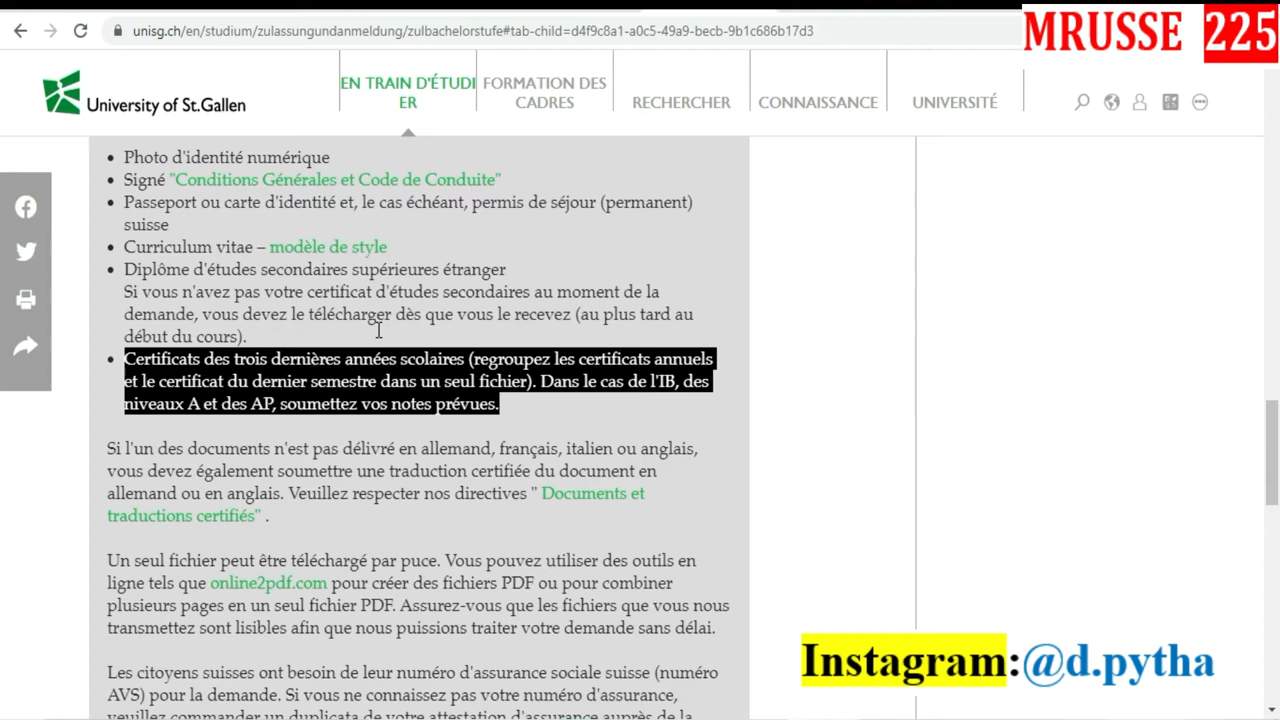 unisg.ch/en/studium/zulassungundanmeldung/zulbachelorstufe#tab-child=d4f9c8a1-a0c5-49a9-becb-9b1c686b17d3
MRUSSE 225
University of St.Gallen
EN TRAIN D'ÉTUDI
ER
FORMATION DES
CADRES
RECHERCHER
CONNAISSANCE
UNIVERSITÉ
• Photo d'identité numérique
• Signé "Conditions Générales et Code de Conduite"
• Passeport ou carte d'identité et, le cas échéant, permis de séjour (permanent)
suisse
• Curriculum vitae – modèle de style
• Diplôme d'études secondaires supérieures étranger
Si vous n'avez pas votre certificat d'études secondaires au moment de la
demande, vous devez le télécharger dès que vous le recevez (au plus tard au
début du cours).
• Certificats des trois dernières années scolaires (regroupez les certificats annuels
et le certificat du dernier semestre dans un seul fichier). Dans le cas de l'IB, des
niveaux A et des AP, soumettez vos notes prévues.
Si l'un des documents n'est pas délivré en allemand, français, italien ou anglais,
vous devez également soumettre une traduction certifiée du document en
allemand ou en anglais. Veuillez respecter nos directives " Documents et
traductions certifiés" .
Un seul fichier peut être téléchargé par puce. Vous pouvez utiliser des outils en
ligne tels que online2pdf.com pour créer des fichiers PDF ou pour combiner
plusieurs pages en un seul fichier PDF. Assurez-vous que les fichiers que vous nous
transmettez sont lisibles afin que nous puissions traiter votre demande sans délai.
Les citoyens suisses ont besoin de leur numéro d'assurance sociale suisse (numéro
AVS) pour la demande. Si vous ne connaissez pas votre numéro d'assurance,
veuillez commander un duplicata de votre attestation d'assurance auprès de la
Instagram:@d.pytha